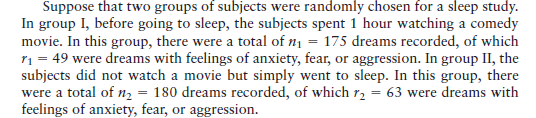 Suppose that two groups of subjects were randomly chosen for a sleep study.
In group I, before going to sleep, the subjects spent 1 hour watching a comedy
movie. In this group, there were a total of n₁ = 175 dreams recorded, of which
r₁ = 49 were dreams with feelings of anxiety, fear, or aggression. In group II, the
subjects did not watch a movie but simply went to sleep. In this group, there
were a total of n₂ = 180 dreams recorded, of which r₂ = 63 were dreams with
feelings of anxiety, fear, or aggression.